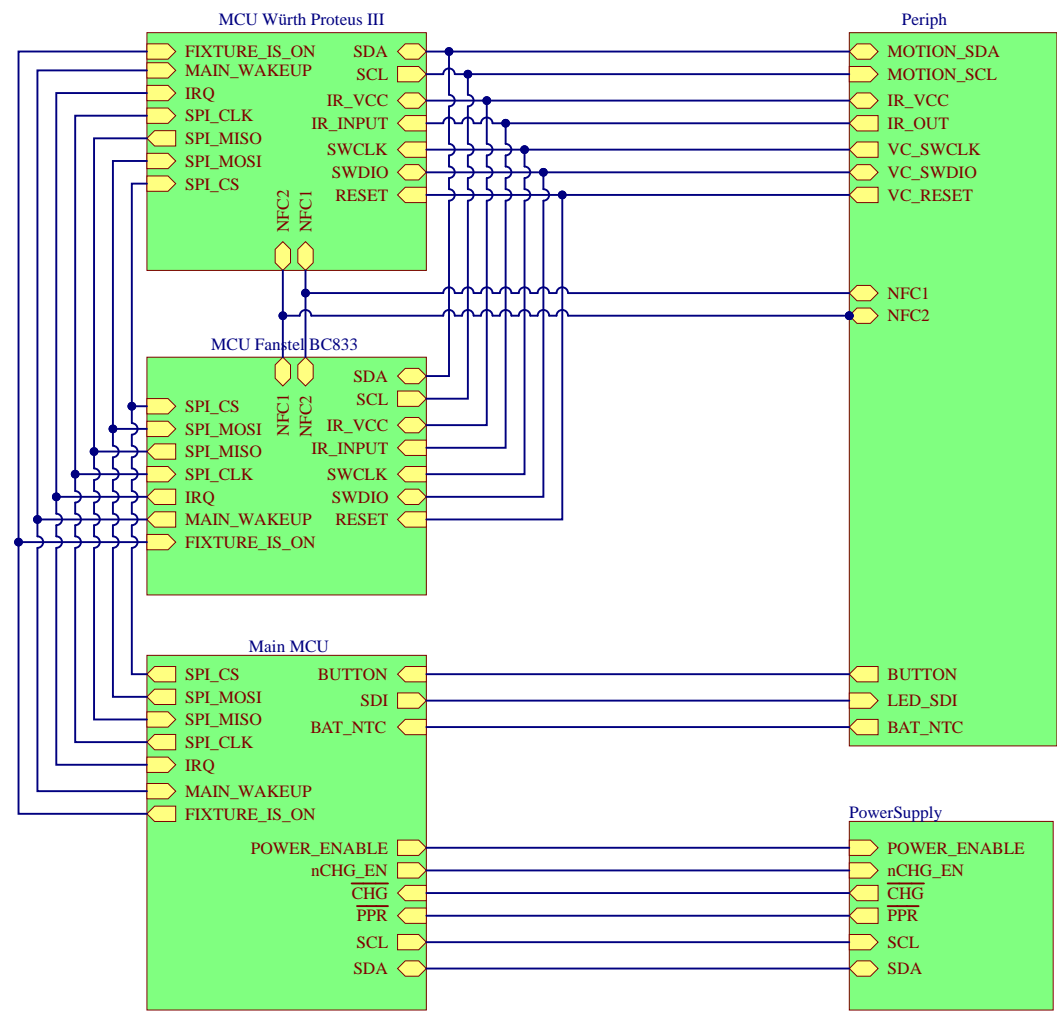 MCU Würth Proteus III
FIXTURE_IS_ON
MAIN_WAKEUP
IRQ
SPI_CLK
SPI_MISO
SPI_MOSI
SPI_CS
SDA
SCL
IR_VCC
IR_INPUT
SWCLK
SWDIO
RESET
NFC2
NFC1
Periph
MOTION_SDA
MOTION_SCL
IR_VCC
IR_OUT
VC_SWCLK
VC_SWDIO
VC_RESET
NFC1
NFC2
BUTTON
LED_SDI
BAT_NTC
MCU Fanstel BC833
NFC1
NFC2
SPI_CS
SPI_MOSI
SPI_MISO
SPI_CLK
IRQ
MAIN_WAKEUP
FIXTURE_IS_ON
SDA
SCL
IR_VCC
IR_INPUT
SWCLK
SWDIO
RESET
Main MCU
SPI_CS
SPI_MOSI
SPI_MISO
SPI_CLK
IRQ
MAIN_WAKEUP
FIXTURE_IS_ON
BUTTON
SDI
BAT_NTC
POWER_ENABLE
nCHG_EN
CHG
PPR
SCL
SDA
PowerSupply
POWER_ENABLE
nCHG_EN
CHG
PPR
SCL
SDA